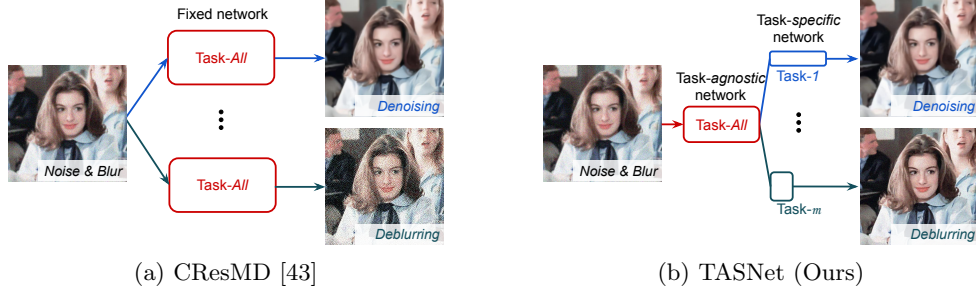 Fixed network
Task-All
Denoising
Noise & Blur
Task-All
Deblurring
(a) CResMD [43]
Task-specific
network
Task-1
Denoising
Task-agnostic
network
Task-All
Noise & Blur
Task-m
Deblurring
(b) TASNet (Ours)